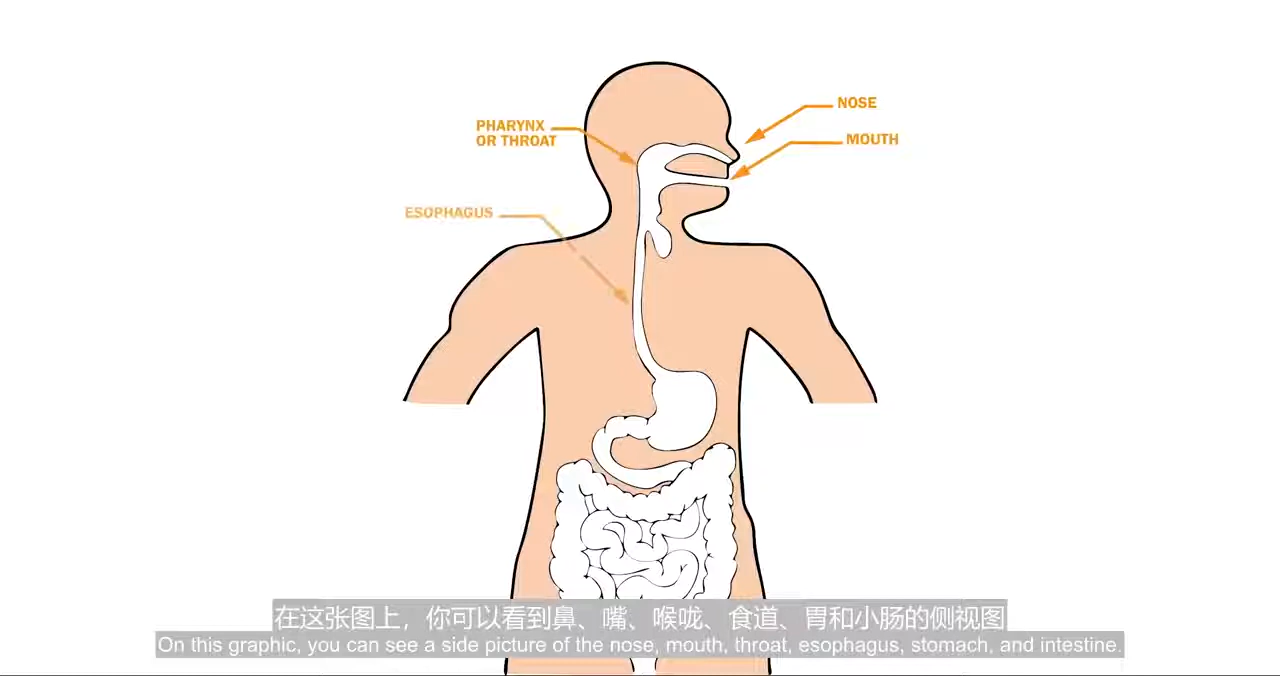 NOSE
PHARYNX
OR THROAT
MOUTH
ESOPHAGUS
在这张图上，你可以看到鼻、嘴、喉咙、食道、胃和小肠的侧视图
On this graphic, you can see a side picture of the nose, mouth, throat, esophagus, stomach, and intestine.